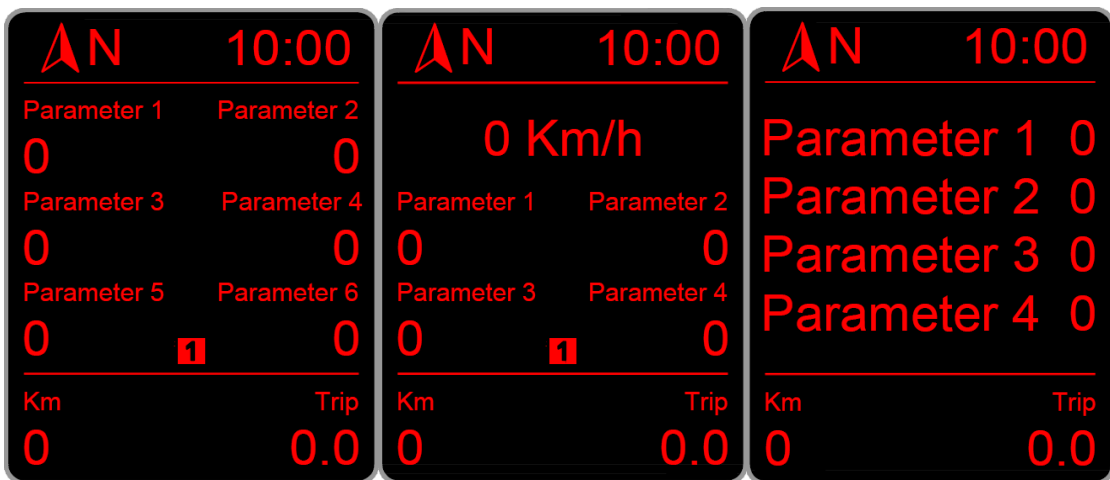 N 10:00
Parameter 1 Parameter 2
0 0
Parameter 3 Parameter 4
0 0
Parameter 5 Parameter 6
0 0
1
Km Trip
0 0.0
N 10:00
0 Km/h
Parameter 1 Parameter 2
0 0
Parameter 3 Parameter 4
0 0
1
Km Trip
0 0.0
N 10:00
Parameter 1 0
Parameter 2 0
Parameter 3 0
Parameter 4 0
Km Trip
0 0.0